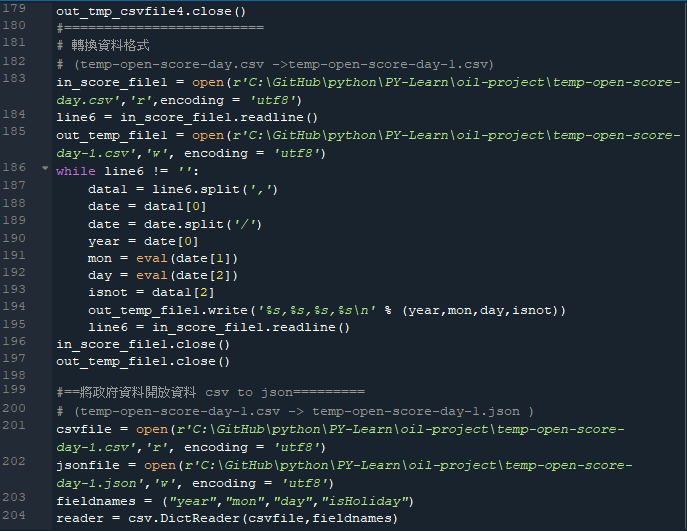 179 out_tmp_csvfile4.close()
180 #=========================
181 # 轉換資料格式
182 # (temp-open-score-day.csv ->temp-open-score-day-1.csv)
183 in_score_file1 = open(r'C:\GitHub\python\PY-Learn\oil-project\temp-open-score-
day.csv','r',encoding = 'utf8')
184 line6 = in_score_file1.readline()
185 out_temp_file1 = open(r'C:\GitHub\python\PY-Learn\oil-project\temp-open-score-
day-1.csv','w', encoding = 'utf8')
186 while line6 != '':
187 data1 = line6.split(',')
188 date = data1[0]
189 date = date.split('/')
190 year = date[0]
191 mon = eval(date[1])
192 day = eval(date[2])
193 isnot = data1[2]
194 out_temp_file1.write('%s,%s,%s,%s\n' % (year,mon,day,isnot))
195 line6 = in_score_file1.readline()
196 in_score_file1.close()
197 out_temp_file1.close()
198
199 #==將政府資料開放資料 csv to json=========
200 # (temp-open-score-day-1.csv -> temp-open-score-day-1.json )
201 csvfile = open(r'C:\GitHub\python\PY-Learn\oil-project\temp-open-score-
day-1.csv','r', encoding = 'utf8')
202 jsonfile = open(r'C:\GitHub\python\PY-Learn\oil-project\temp-open-score-
day-1.json','w', encoding = 'utf8')
203 fieldnames = ("year","mon","day","isHoliday")
204 reader = csv.DictReader(csvfile,fieldnames)